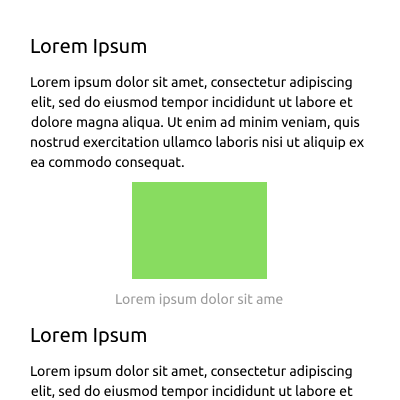 Lorem Ipsum
Lorem ipsum dolor sit amet, consectetur adipiscing
elit, sed do eiusmod tempor incididunt ut labore et
dolore magna aliqua. Ut enim ad minim veniam, quis
nostrud exercitation ullamco laboris nisi ut aliquip ex
ea commodo consequat.
Lorem ipsum dolor sit ame
Lorem Ipsum
Lorem ipsum dolor sit amet, consectetur adipiscing
elit, sed do eiusmod tempor incididunt ut labore et